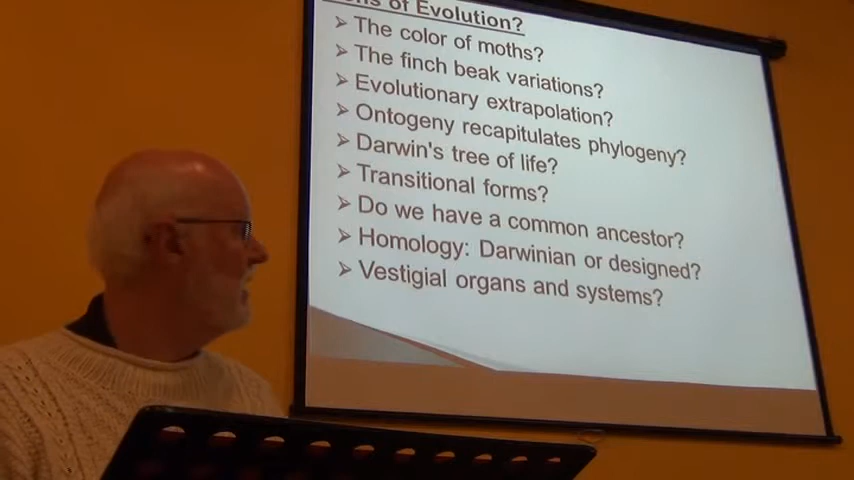 of Evolution?
➢ The color of moths?
➢ The finch beak variations?
➢ Evolutionary extrapolation?
➢ Ontogeny recapitulates phylogeny?
➢ Darwin's tree of life?
➢ Transitional forms?
➢ Do we have a common ancestor?
➢ Homology: Darwinian or designed?
➢ Vestigial organs and systems?